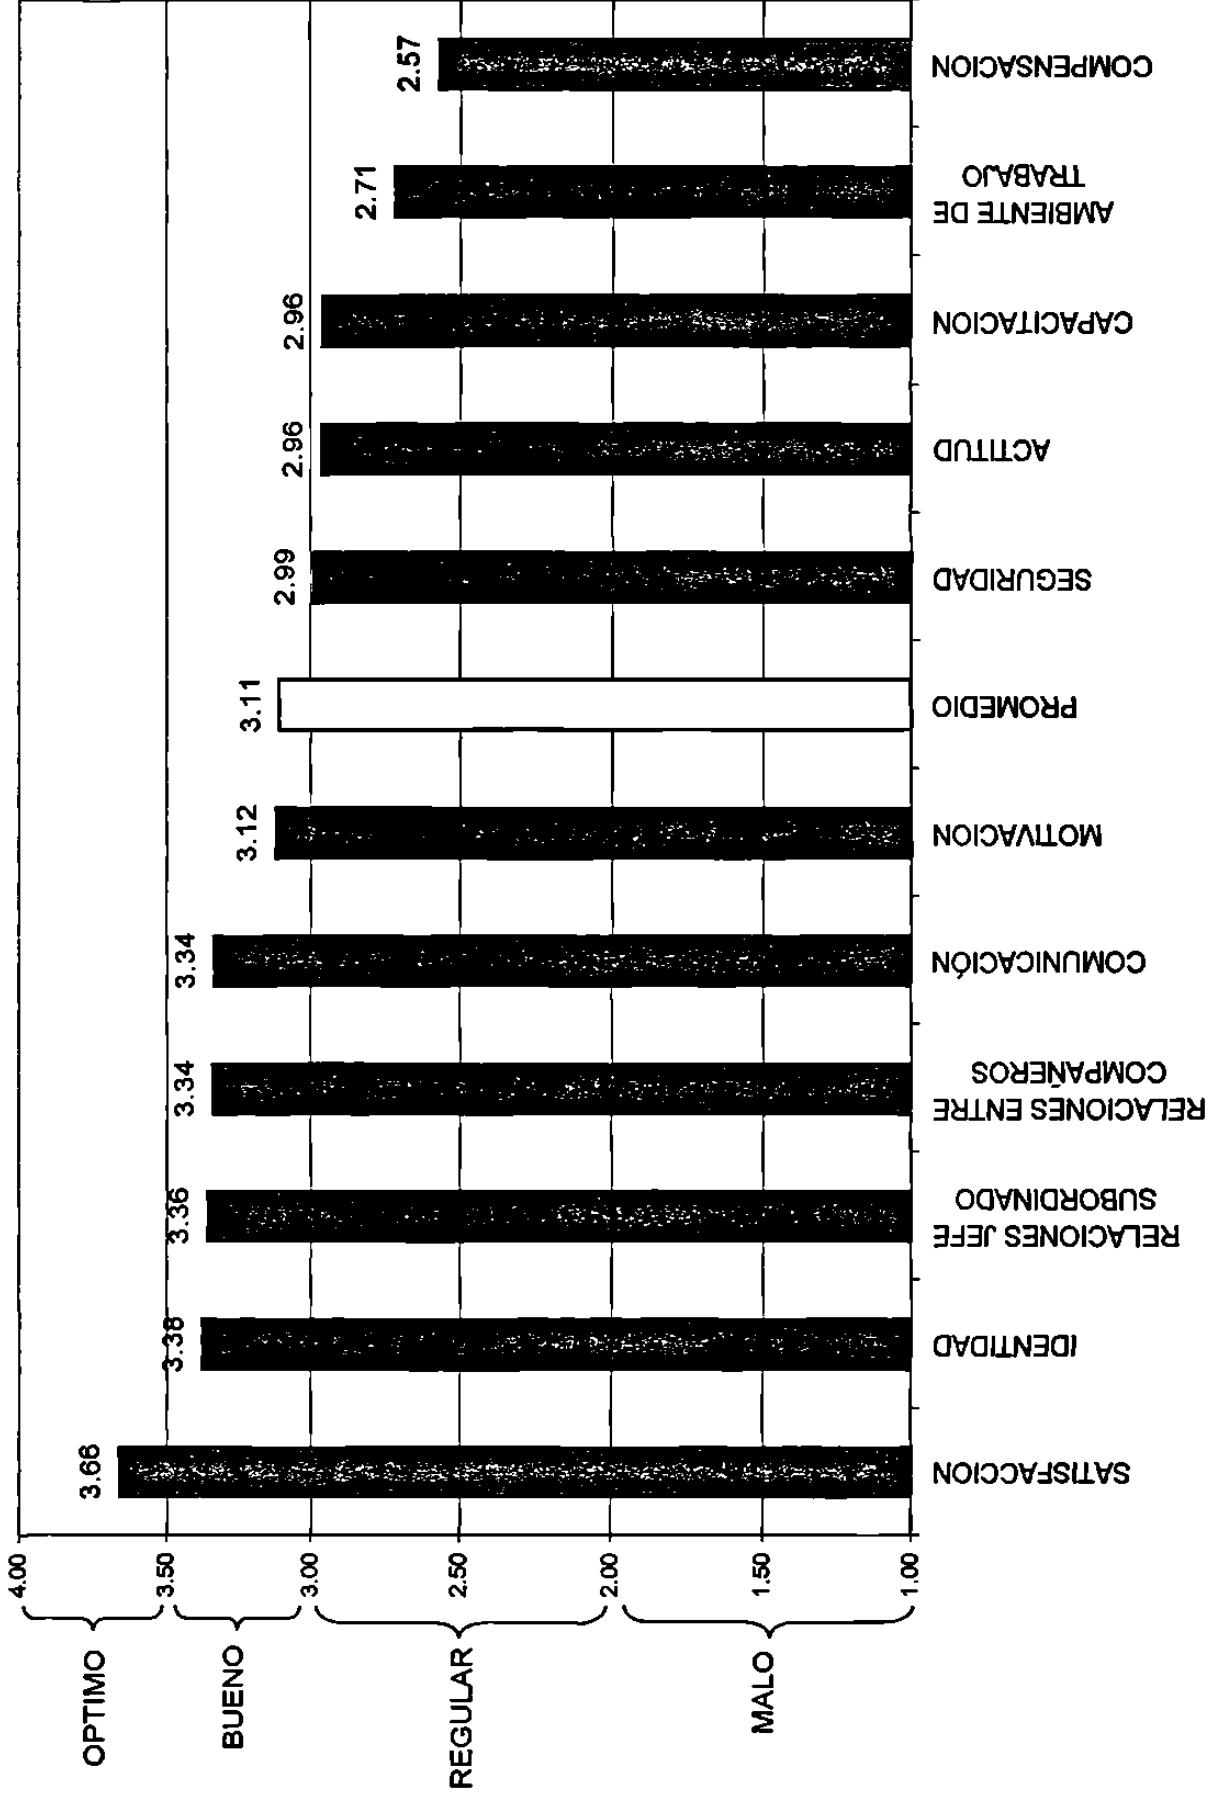 OPTIMO
BUENO
REGULAR
MALO
4.00
3.50
3.00
2.50
2.00
1.50
1.00
3.66
3.38
3.36
3.34
3.34
3.12
3.11
2.99
2.96
2.96
2.71
2.57
SATISFACCION
IDENTIDAD
RELACIONES JEFE
SUBORDINADO
RELACIONES ENTRE
COMPAÑEROS
COMUNICACIÓN
MOTIVACION
PROMEDIO
SEGURIDAD
ACTITUD
CAPACITACION
AMBIENTE DE
TRABAJO
COMPENSACION